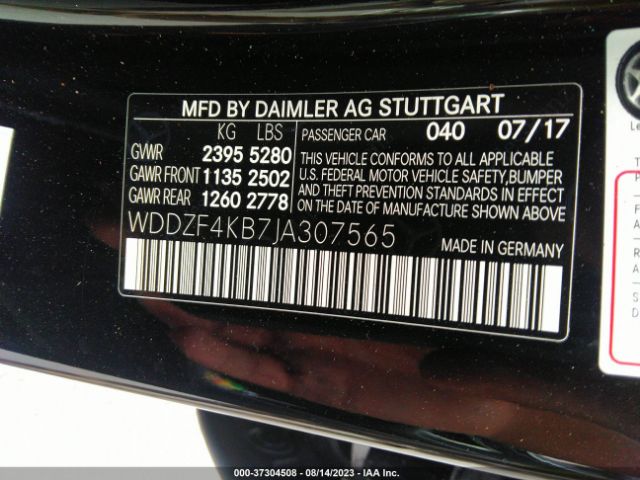 MFD BY DAIMLER AG STUTTGART
KG LBS
PASSENGER CAR 040 07/17
GVWR 2395 5280
GAWR FRONT 1135 2502
GAWR REAR 1260 2778
THIS VEHICLE CONFORMS TO ALL APPLICABLE
U.S. FEDERAL MOTOR VEHICLE SAFETY,BUMPER
AND THEFT PREVENTION STANDARDS IN EFFECT
ON THE DATE OF MANUFACTURE SHOWN ABOVE
WDDZF4KB7JA307565
MADE IN GERMANY
000-37304508 - 08/14/2023 - IAA Inc.